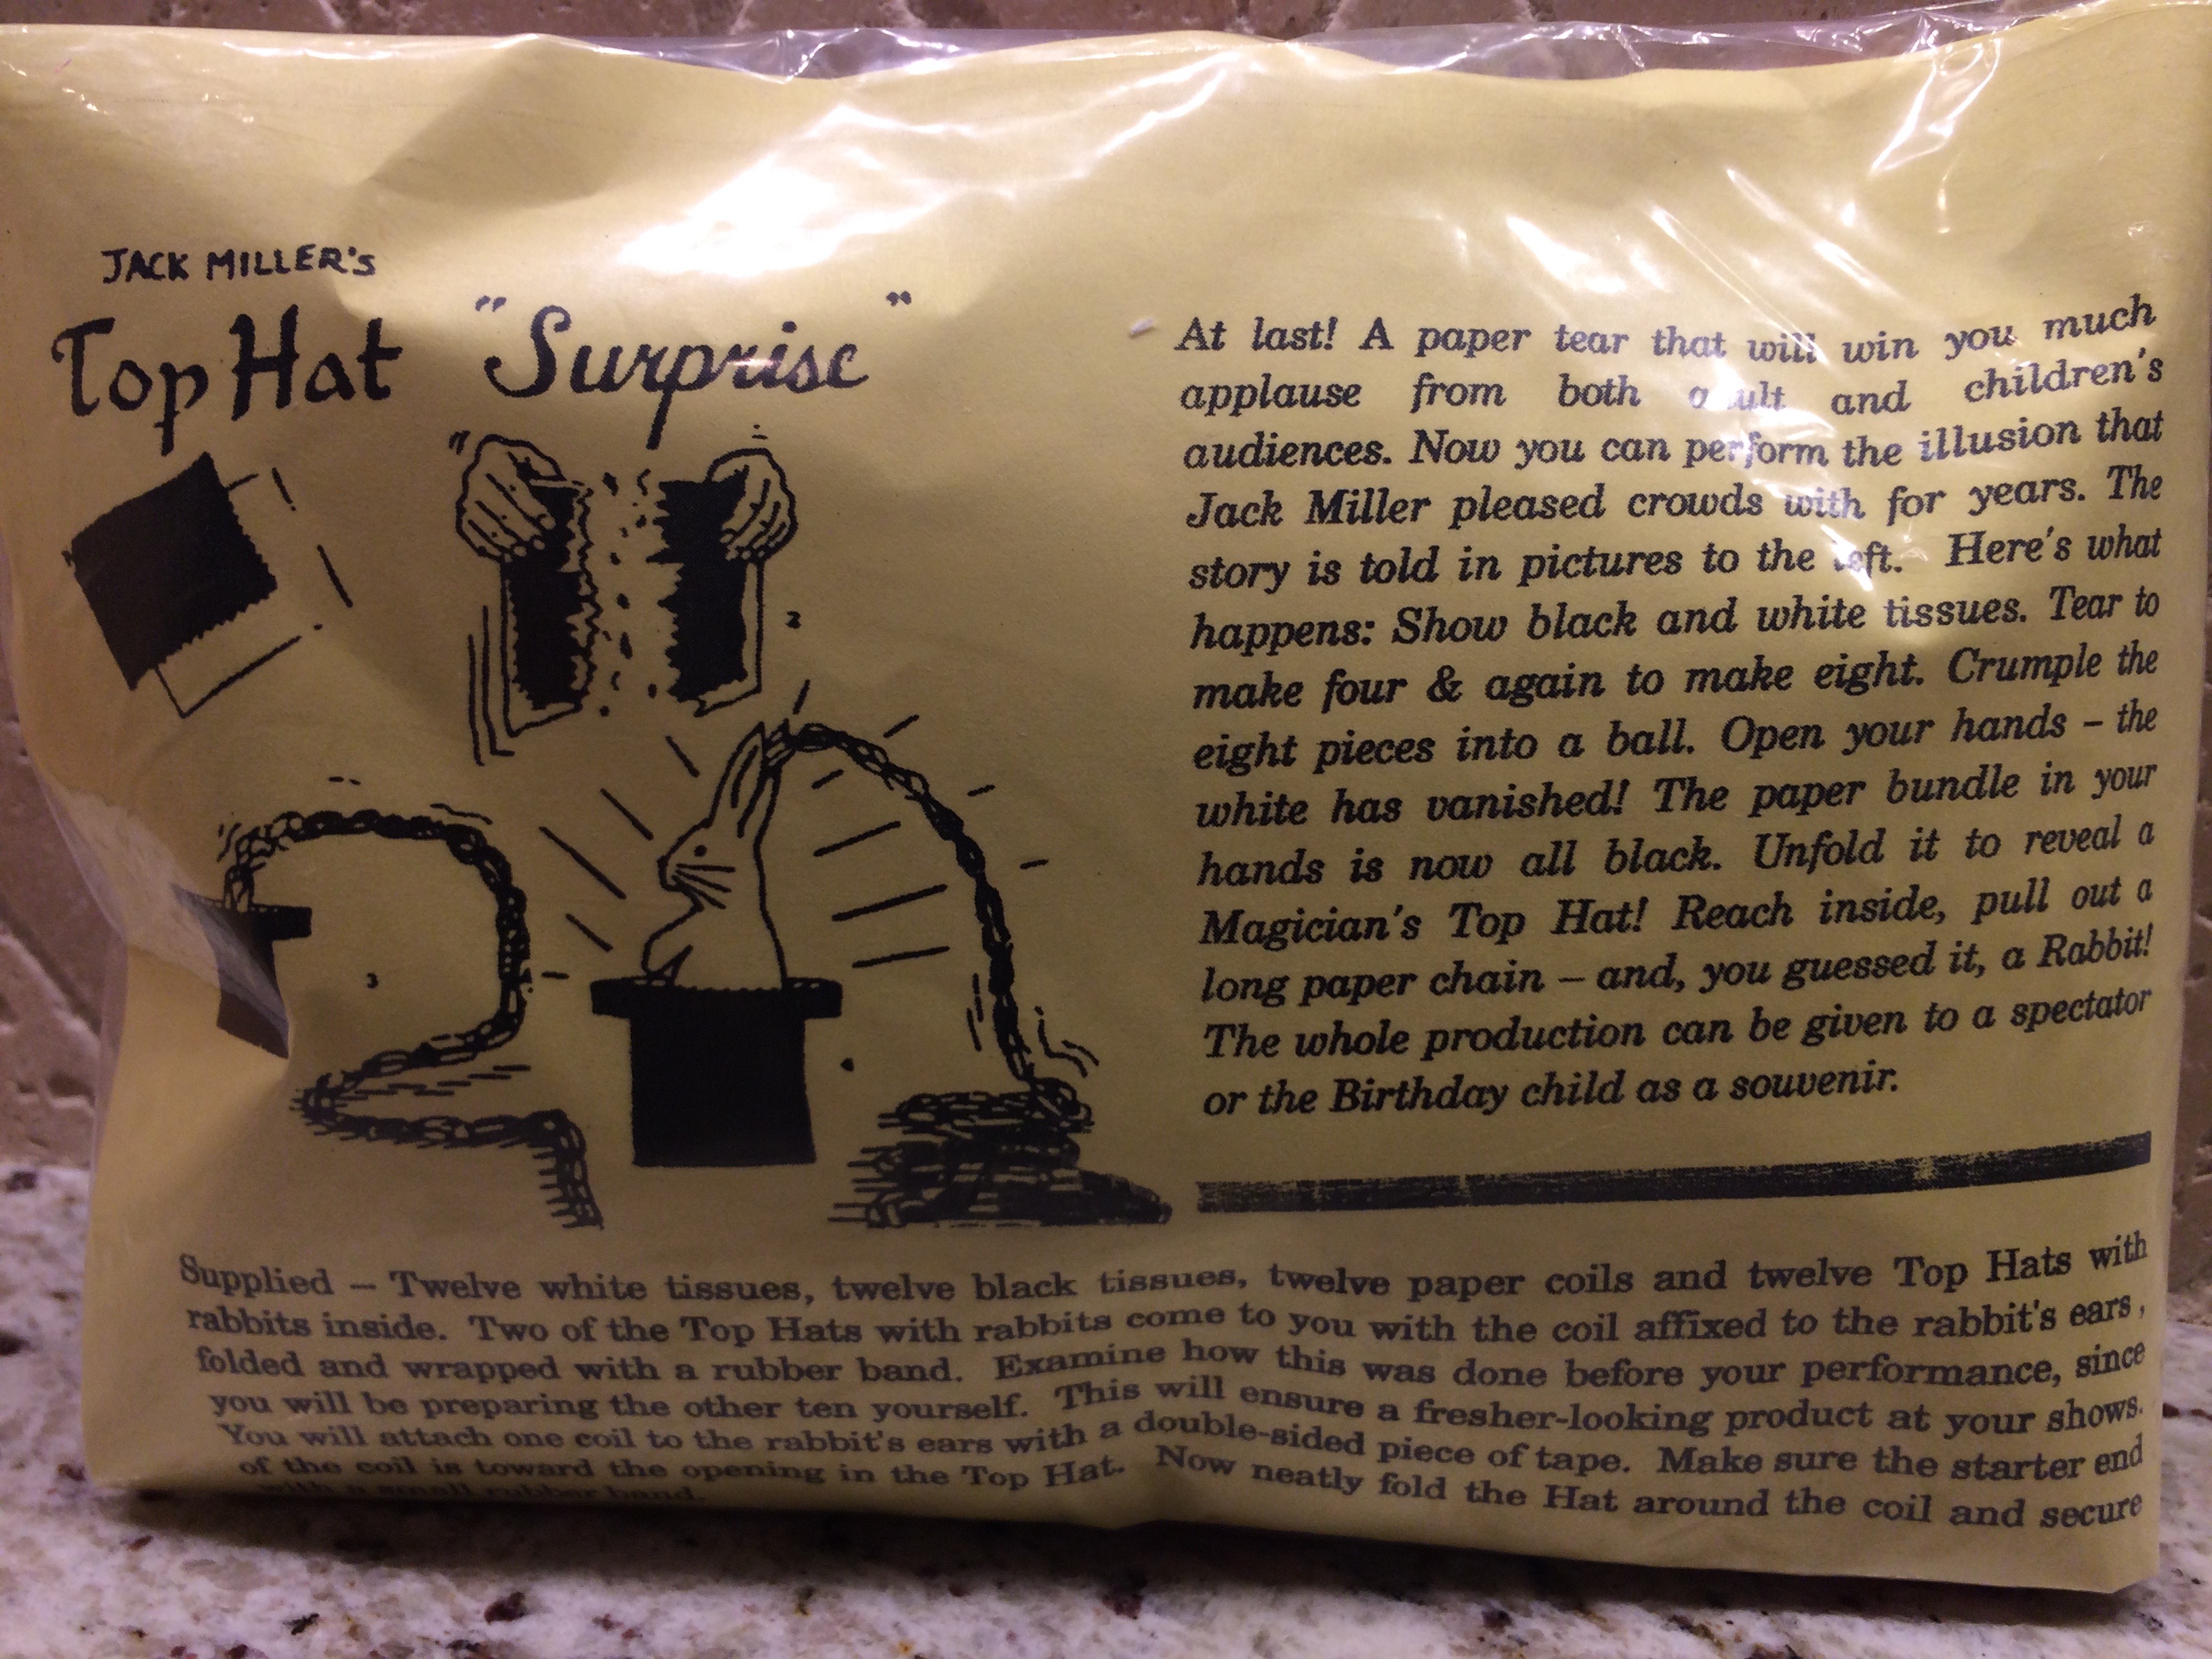 JACK MILLER'S
Top Hat "Surprise"
2
3
At last! A paper tear that will win you much
applause from both adult and children's
audiences. Now you can perform the illusion that
Jack Miller pleased crowds with for years. The
story is told in pictures to the left. Here's what
happens: Show black and white tissues. Tear to
make four & again to make eight. Crumple the
eight pieces into a ball. Open your hands – the
white has vanished! The paper bundle in your
hands is now all black. Unfold it to reveal a
Magician's Top Hat! Reach inside, pull out a
long paper chain – and, you guessed it, a Rabbit!
The whole production can be given to a spectator
or the Birthday child as a souvenir.
Supplied – Twelve white tissues, twelve black tissues, twelve paper coils and twelve Top Hats with
rabbits inside. Two of the Top Hats with rabbits come to you with the coil affixed to the rabbit's ears,
folded and wrapped with a rubber band. Examine how this was done before your performance, since
you will be preparing the other ten yourself. This will ensure a fresher-looking product at your shows.
You will attach one coil to the rabbit's ears with a double-sided piece of tape. Make sure the starter end
of the coil is toward the opening in the Top Hat. Now neatly fold the Hat around the coil and secure
with a small rubber band.